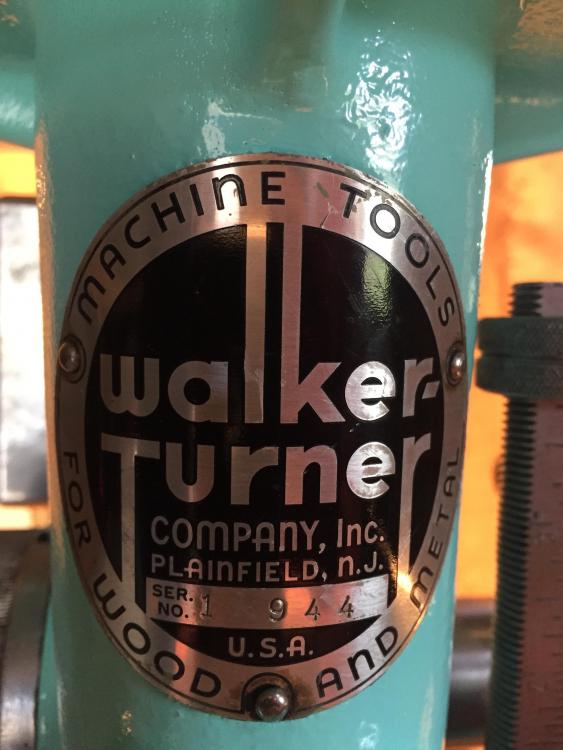 MACHINE TOOLS
walker-
Turner
COMPANY, Inc.
PLAINFIELD, n.J.
SER.
NO. 1 944
U.S.A.
FOR WOOD AND METAL